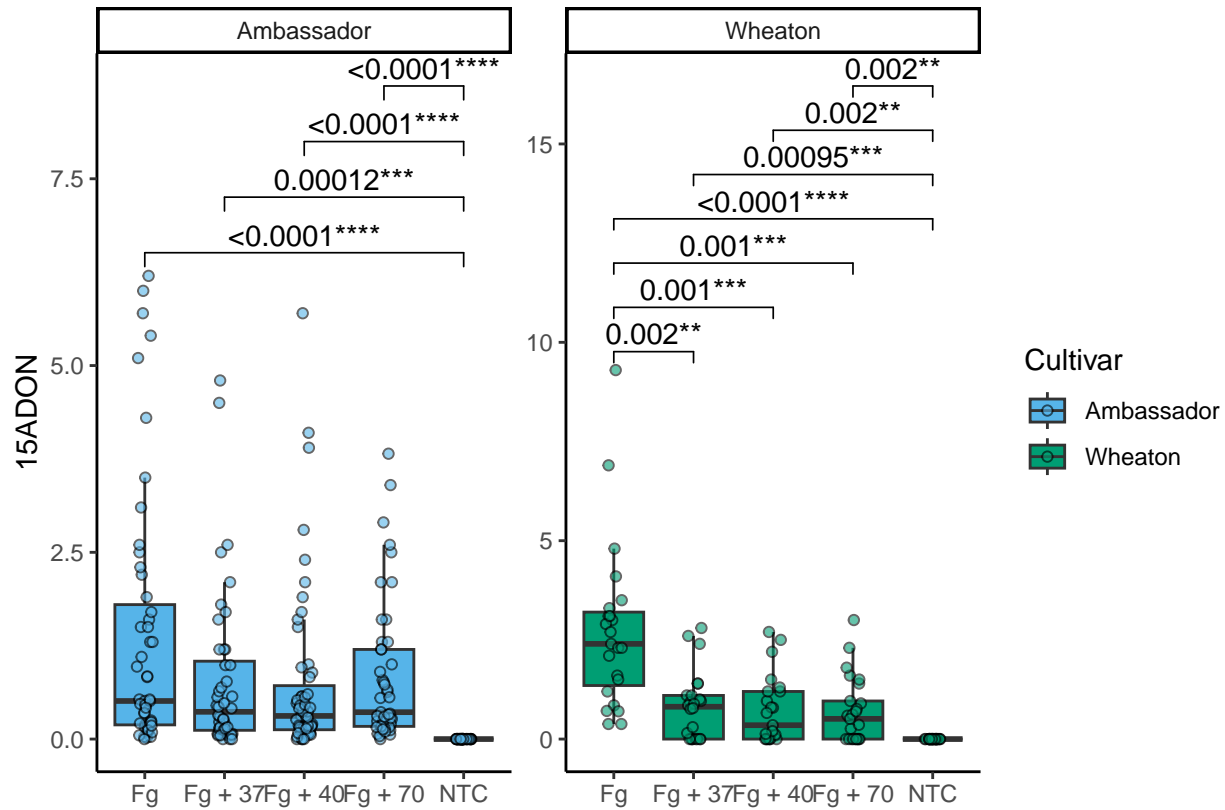 Ambassador
Wheaton
<0.0001****
<0.0001****
0.00012***
<0.0001****
0.002**
0.002**
0.00095***
<0.0001****
0.001***
0.001***
0.002**
15ADON
7.5
5.0
2.5
0.0
15
10
5
0
Fg Fg + 37 Fg + 40 Fg + 70 NTC
Fg Fg + 37 Fg + 40 Fg + 70 NTC
Cultivar
Ambassador
Wheaton